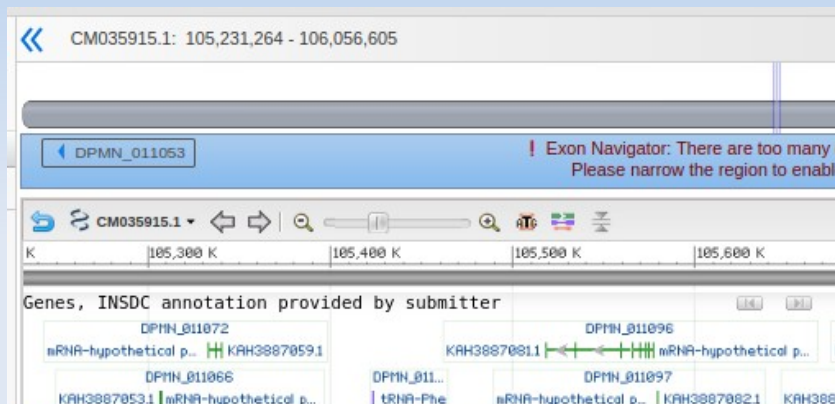 CM035915.1: 105,231,264 - 106,056,605
DPMN_011053
! Exon Navigator: There are too many
Please narrow the region to enabl
CM035915.1
ATG
K 105,300 K 105,400 K 105,500 K 105,600 K
Genes, INSDC annotation provided by submitter
DPMN_011072 DPMN_011096
mRNA-hypothetical p... KAH3887059.1 KAH3887081.1 mRNA-hypothetical p...
DPMN_011066 DPMN_011... DPMN_011097
KAH3887053.1 mRNA-hypothetical p... tRNA-Phe mRNA-hypothetical p... KAH3887082.1 KAH388